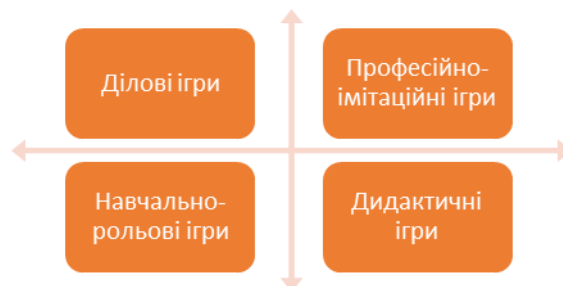 Ділові ігри
Професійно-
імітаційні ігри
Навчально-
рольові ігри
Дидактичні
ігри